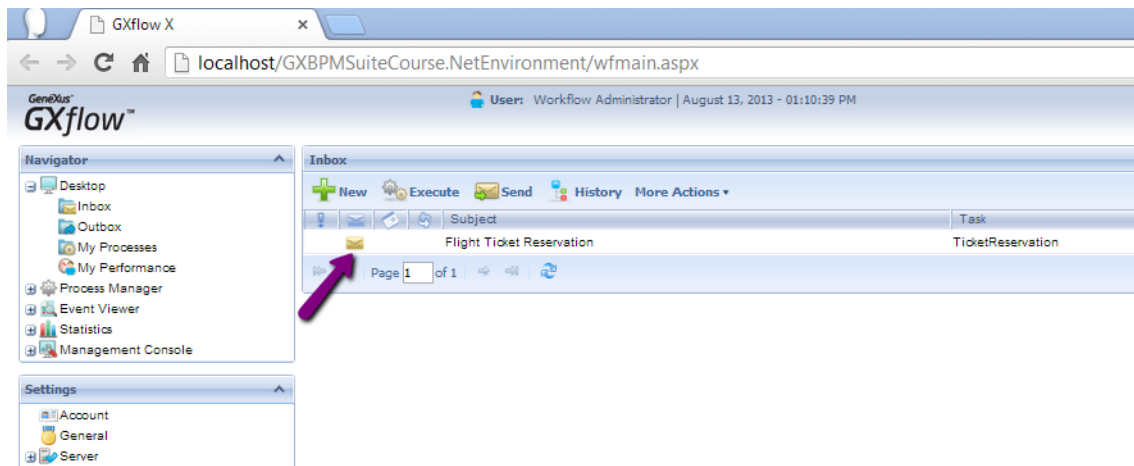 GXflow X
localhost/GXBPMSuiteCourse.NetEnvironment/wfmain.aspx
GeneXus™
GXflow™
User: Workflow Administrator | August 13, 2013 - 01:10:39 PM
Navigator
Desktop
Inbox
Outbox
My Processes
My Performance
Process Manager
Event Viewer
Statistics
Management Console
Settings
Account
General
Server
Inbox
New Execute Send History More Actions
Subject Task
Flight Ticket Reservation TicketReservation
Page 1 of 1